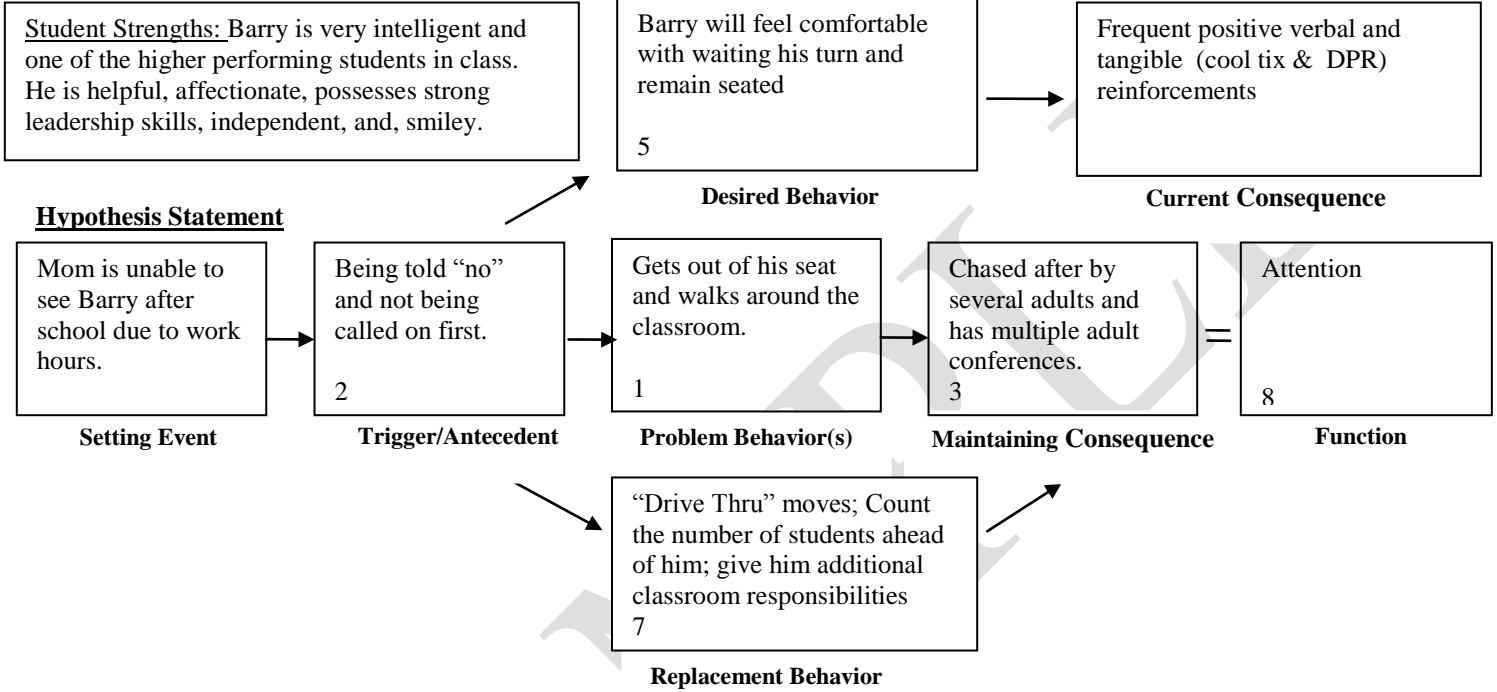 Student Strengths: Barry is very intelligent and
one of the higher performing students in class.
He is helpful, affectionate, possesses strong
leadership skills, independent, and, smiley.
Barry will feel comfortable
with waiting his turn and
remain seated
5
Desired Behavior
Frequent positive verbal and
tangible (cool tix & DPR)
reinforcements
Current Consequence
Hypothesis Statement
Mom is unable to
see Barry after
school due to work
hours.
Setting Event
Being told “no”
and not being
called on first.
2
Trigger/Antecedent
Gets out of his seat
and walks around the
classroom.
1
Problem Behavior(s)
Chased after by
several adults and
has multiple adult
conferences.
3
Maintaining Consequence
=
Attention
8
Function
“Drive Thru” moves; Count
the number of students ahead
of him; give him additional
classroom responsibilities
7
Replacement Behavior